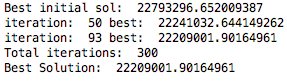 Best initial sol:  22793296.652009387
iteration:  50 best:  22241032.644149262
iteration:  93 best:  22209001.90164961
Total iterations:  300
Best Solution:  22209001.90164961